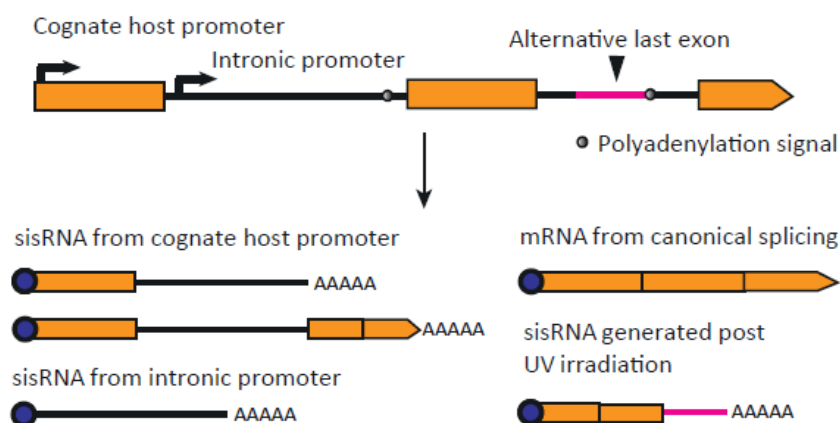 Cognate host promoter
Intronic promoter
Alternative last exon
Polyadenylation signal
sisRNA from cognate host promoter
AAAAA
AAAAA
sisRNA from intronic promoter
AAAAA
mRNA from canonical splicing
sisRNA generated post
UV irradiation
AAAAA